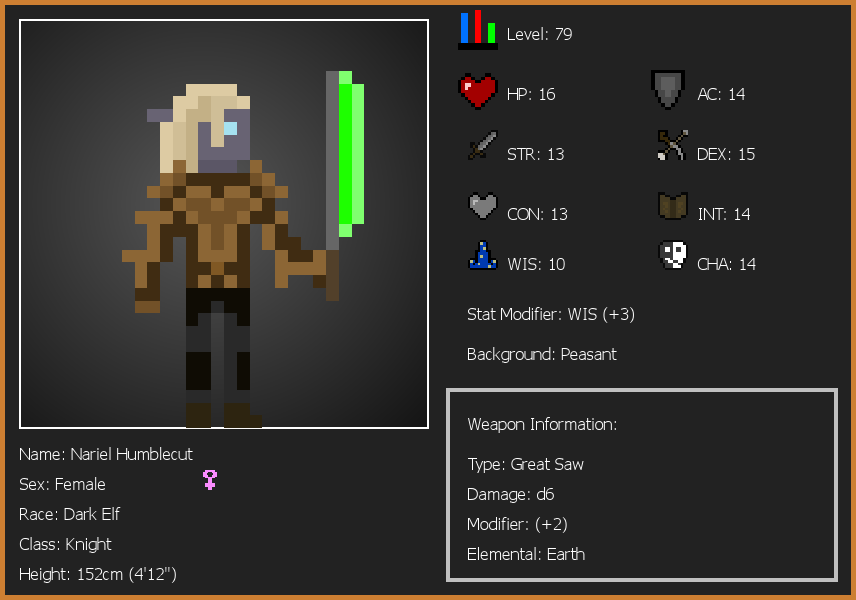 Level: 79
HP: 16
AC: 14
STR: 13
DEX: 15
CON: 13
INT: 14
WIS: 10
CHA: 14
Stat Modifier: WIS (+3)
Background: Peasant
Weapon Information:
Type: Great Saw
Damage: d6
Modifier: (+2)
Elemental: Earth
Name: Nariel Humblecut
Sex: Female
Race: Dark Elf
Class: Knight
Height: 152cm (4'12")